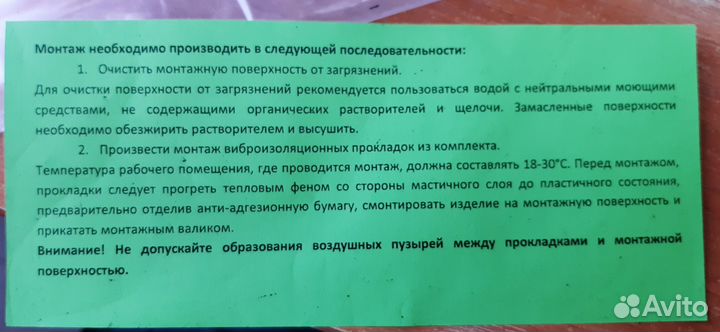 Монтаж необходимо производить в следующей последовательности:
1. Очистить монтажную поверхность от загрязнений.
Для очистки поверхности от загрязнений рекомендуется пользоваться водой с нейтральными моющими
средствами, не содержащими органических растворителей и щелочи. Замасленные поверхности
необходимо обезжирить растворителем и высушить.
2. Произвести монтаж виброизоляционных прокладок из комплекта.
Температура рабочего помещения, где проводится монтаж, должна составлять 18-30°С. Перед монтажом,
прокладки следует прогреть тепловым феном со стороны мастичного слоя до пластичного состояния,
предварительно отделив анти-адгезионную бумагу, смонтировать изделие на монтажную поверхность и
прикатать монтажным валиком.
Внимание! Не допускайте образования воздушных пузырей между прокладками и монтажной
поверхностью.
Avito